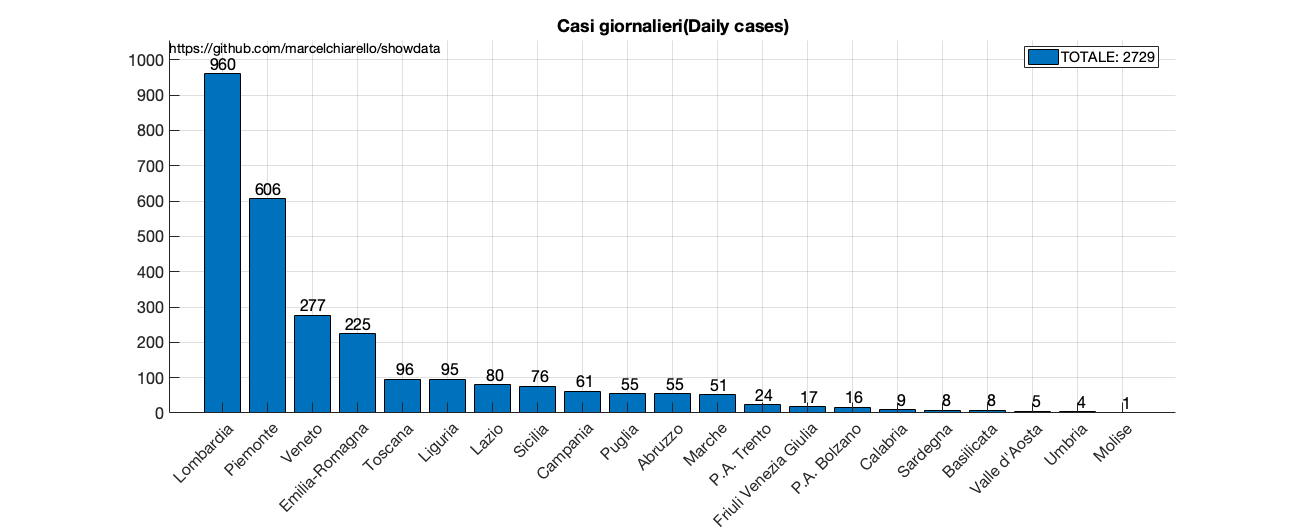 Casi giornalieri(Daily cases)
https://github.com/marcelchiarello/showdata
TOTALE: 2729
1000
900
800
700
600
500
400
300
200
100
0
960
606
277
225
96
95
80
76
61
55
55
51
24
17
16
9
8
8
5
4
1
Lombardia
Piemonte
Veneto
Emilia-Romagna
Toscana
Liguria
Lazio
Sicilia
Campania
Puglia
Abruzzo
Marche
P.A. Trento
Friuli Venezia Giulia
P.A. Bolzano
Calabria
Sardegna
Basilicata
Valle d'Aosta
Umbria
Molise